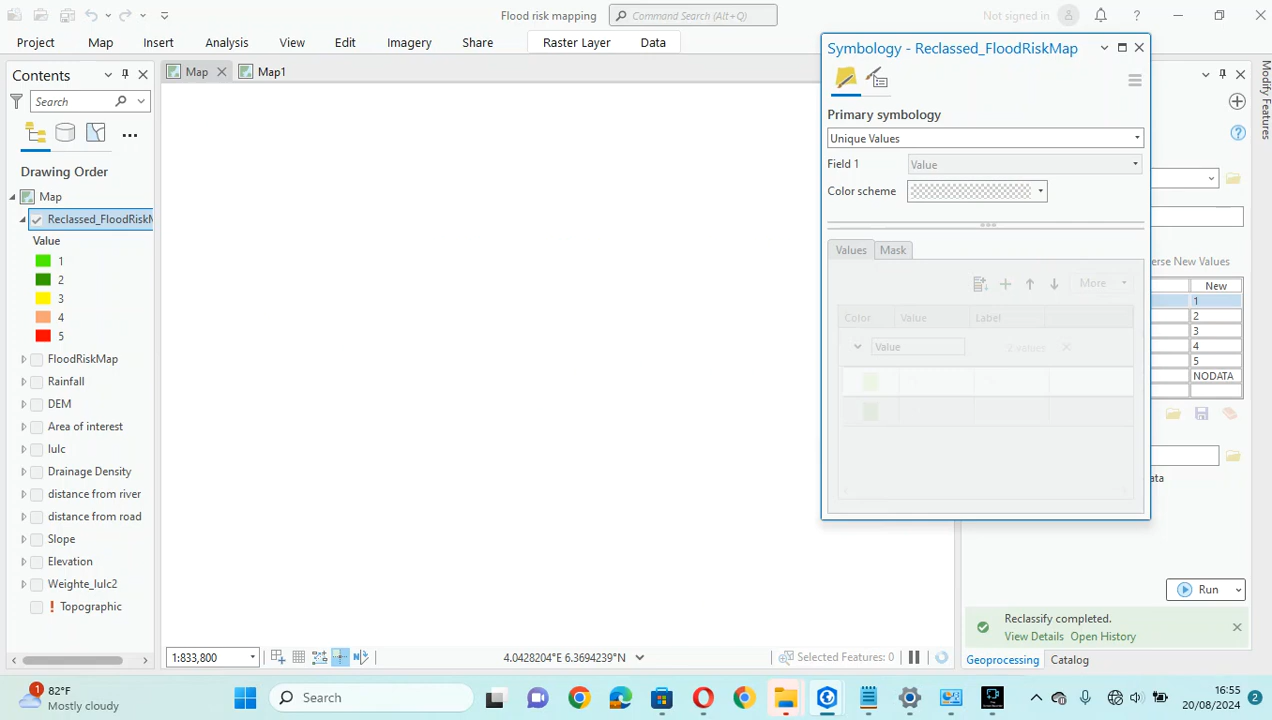 Flood risk mapping
Command Search (Alt+Q)
Not signed in
?
Project
Map
Insert
Analysis
View
Edit
Imagery
Share
Raster Layer
Data
Contents
Search
Drawing Order
Map
Reclassed_FloodRiskM
Value
1
2
3
4
5
FloodRiskMap
Rainfall
DEM
Area of interest
lulc
Drainage Density
distance from river
distance from road
Slope
Elevation
Weighte_lulc2
! Topographic
Map
Map1
1:833,800
4.0428204°E 6.3694239°N
Selected Features: 0
Symbology - Reclassed_FloodRiskMap
Primary symbology
Unique Values
Field 1
Value
Color scheme
Values
Mask
More
Color
Value
Label
Value
2 values
Modify Features
?
erse New Values
New
1
2
3
4
5
NODATA
ata
Run
Reclassify completed.
View Details Open History
Geoprocessing
Catalog
1
82°F
Mostly cloudy
Search
16:55
20/08/2024
2